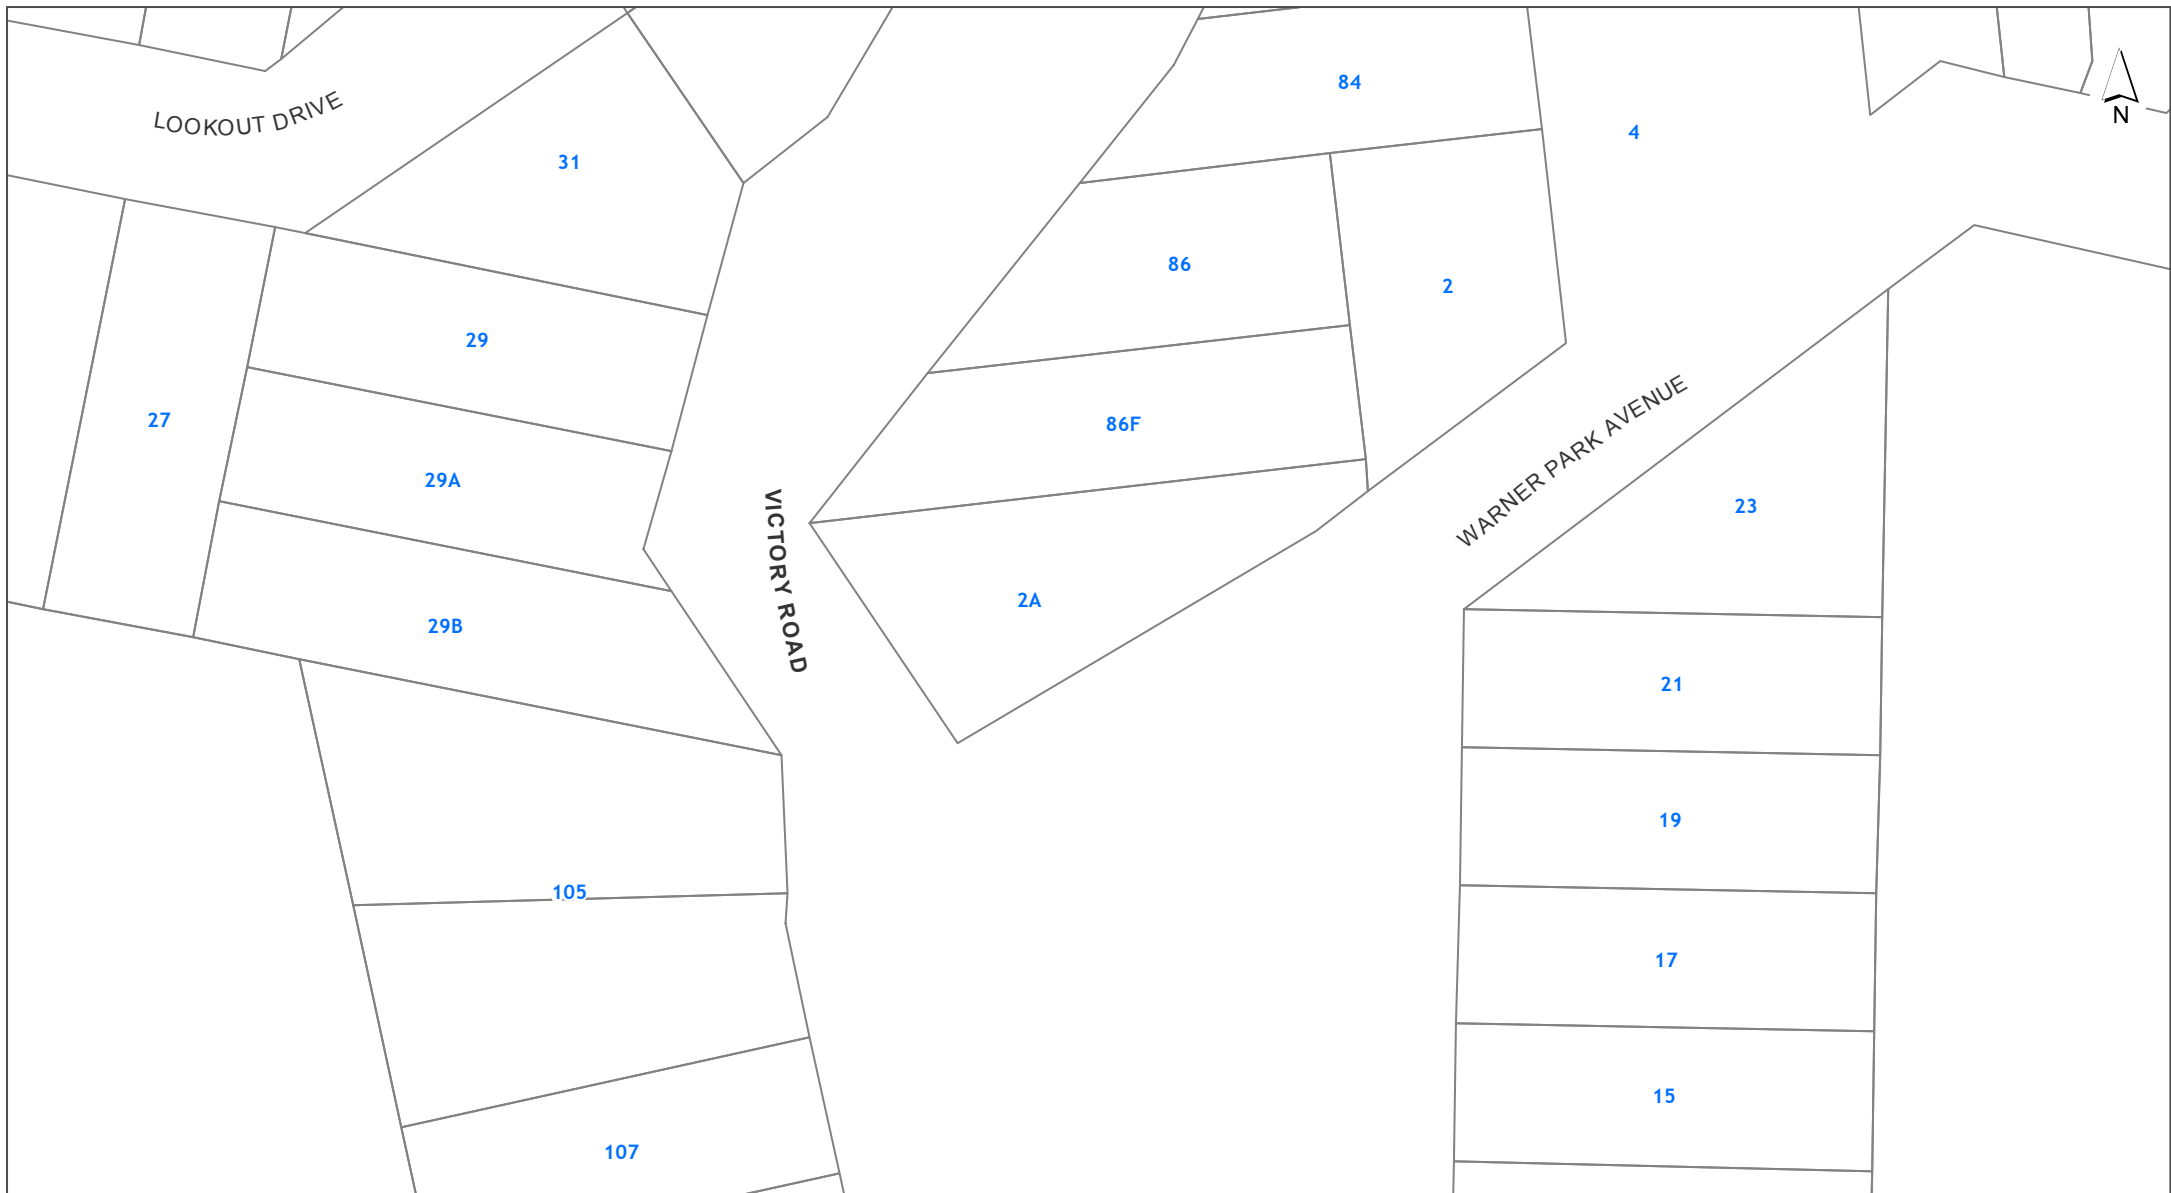 84
LOOKOUT DRIVE
N
4
31
86
2
29
WARNER PARK AVENUE
27
86F
29A
23
VICTORY ROAD
2A
29B
21
19
105
17
15
107